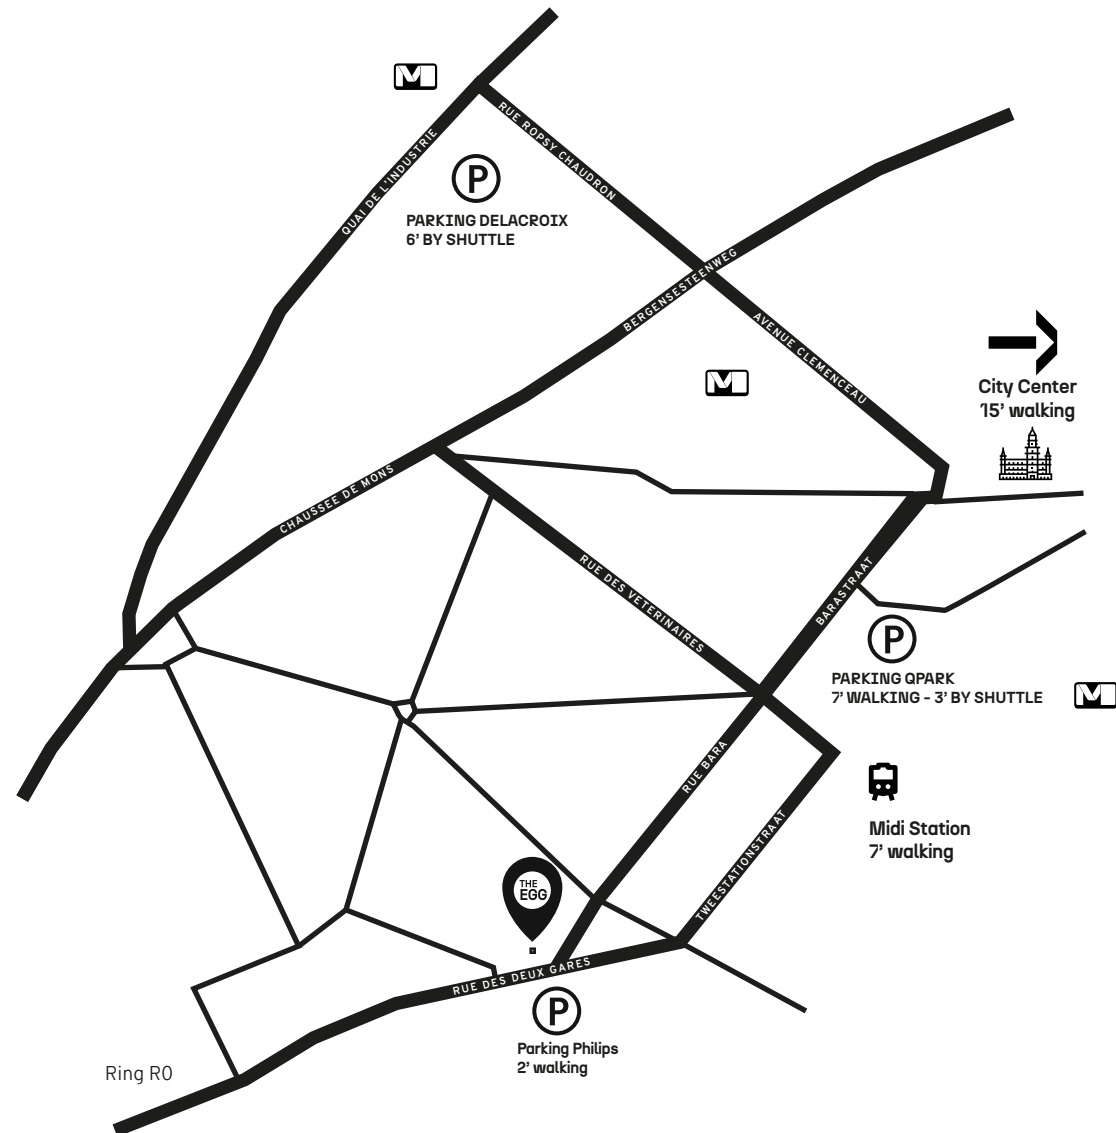 M
RUE ROPSY CHAUDRON
QUAI DE L'INDUSTRIE
P
PARKING DELACROIX
6' BY SHUTTLE
BERGENSESTEENWEG
AVENUE CLEMENCEAU
M
City Center
15' walking
CHAUSSEE DE MONS
RUE DES VETERINAIRES
BARASTRAAT
P
PARKING QPARK
7' WALKING - 3' BY SHUTTLE
M
RUE BARA
Midi Station
7' walking
TWEESTATIONSTRAAT
THE
EGG
RUE DES DEUX GARES
P
Parking Philips
2' walking
Ring R0